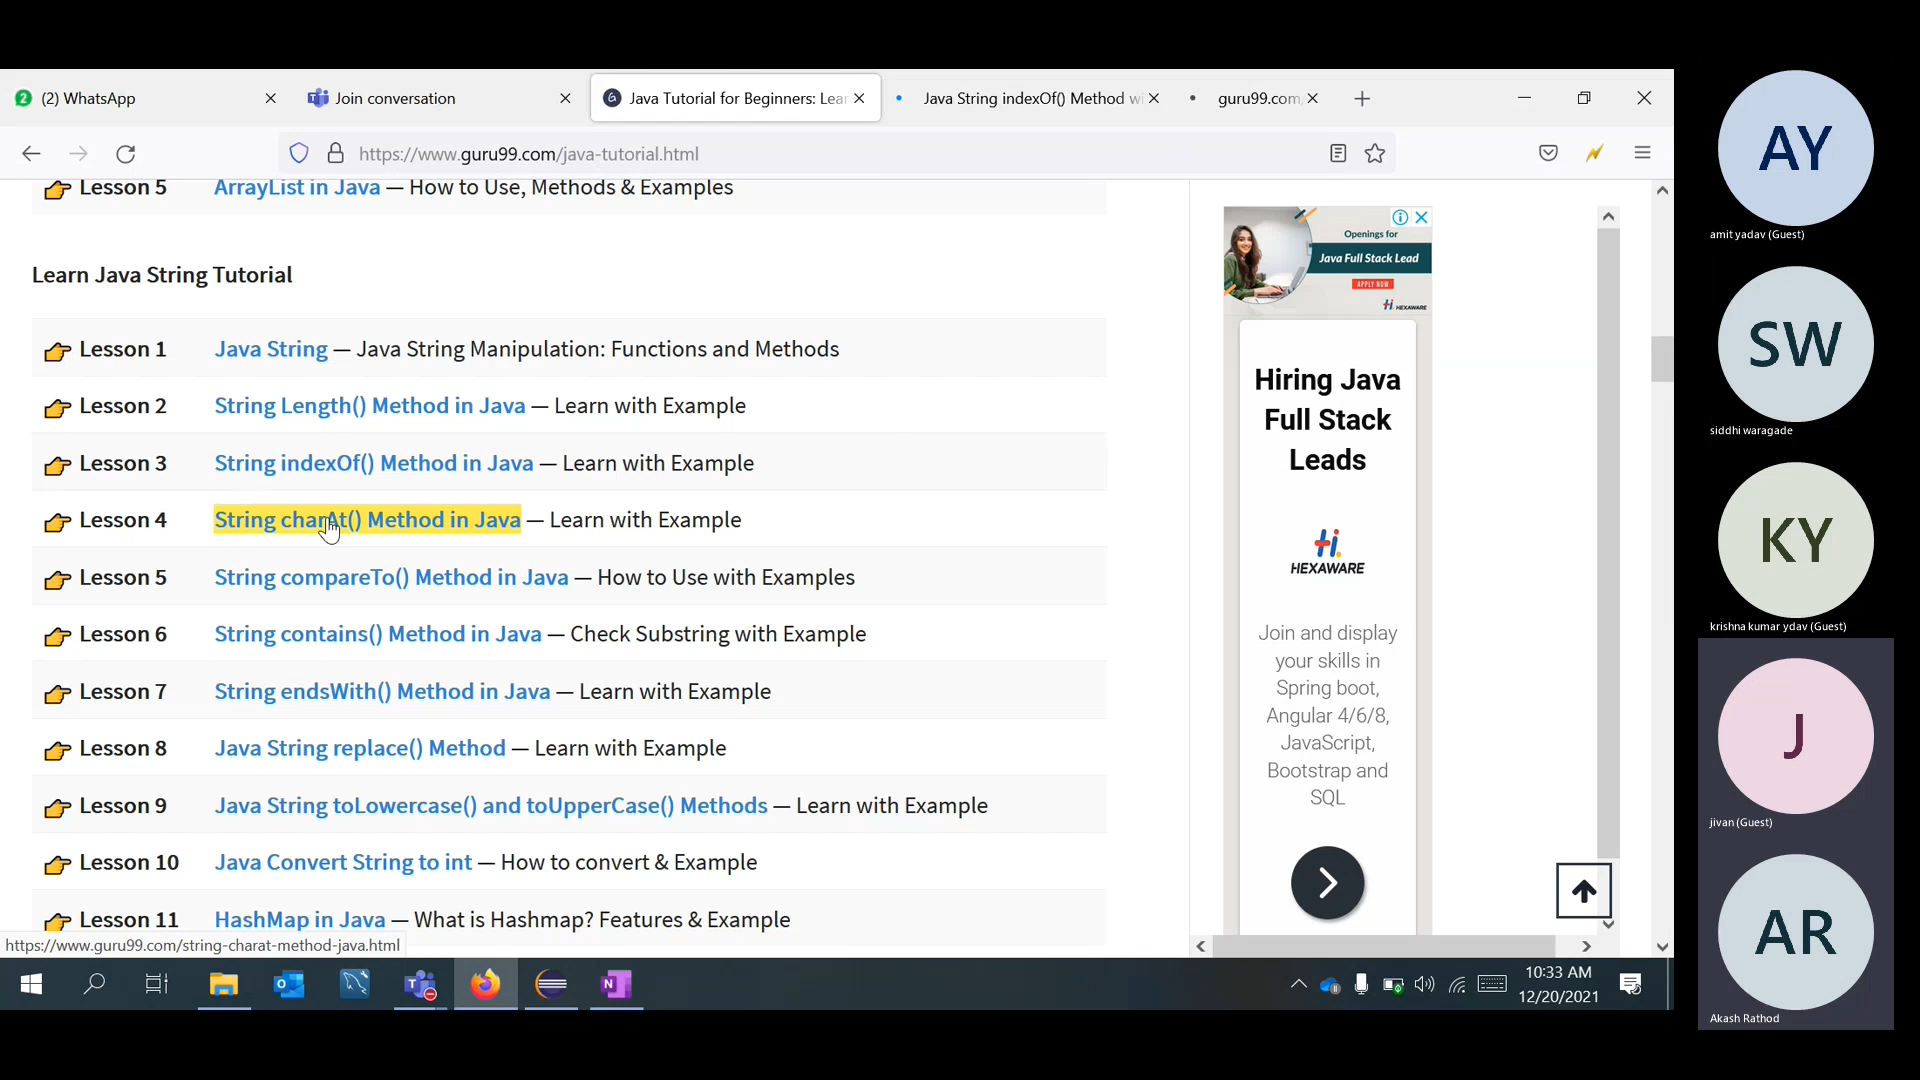 2 (2) WhatsApp
Join conversation
Java Tutorial for Beginners: Lear
Java String indexOf() Method wi
guru99.com/
https://www.guru99.com/java-tutorial.html
Lesson 5 ArrayList in Java — How to Use, Methods & Examples
Learn Java String Tutorial
Lesson 1 Java String — Java String Manipulation: Functions and Methods
Lesson 2 String Length() Method in Java — Learn with Example
Lesson 3 String indexOf() Method in Java — Learn with Example
Lesson 4 String charAt() Method in Java — Learn with Example
Lesson 5 String compareTo() Method in Java — How to Use with Examples
Lesson 6 String contains() Method in Java — Check Substring with Example
Lesson 7 String endsWith() Method in Java — Learn with Example
Lesson 8 Java String replace() Method — Learn with Example
Lesson 9 Java String toLowercase() and toUpperCase() Methods — Learn with Example
Lesson 10 Java Convert String to int — How to convert & Example
Lesson 11 HashMap in Java — What is Hashmap? Features & Example
https://www.guru99.com/string-charat-method-java.html
Openings for
Java Full Stack Lead
APPLY NOW
HEXAWARE
Hiring Java
Full Stack
Leads
HEXAWARE
Join and display
your skills in
Spring boot,
Angular 4/6/8,
JavaScript,
Bootstrap and
SQL
10:33 AM
12/20/2021
AY
amit yadav (Guest)
SW
siddhi waragade
KY
krishna kumar ydav (Guest)
J
jivan (Guest)
AR
Akash Rathod